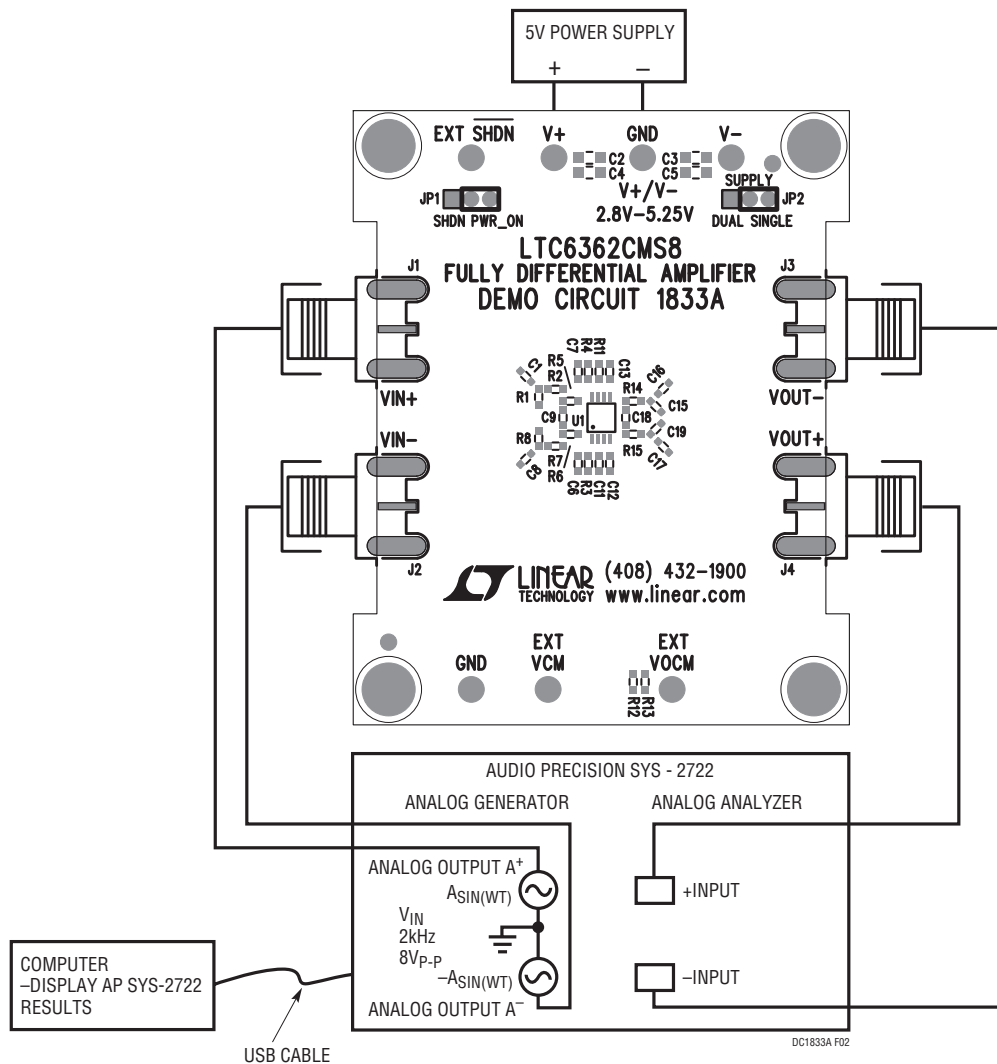 5V POWER SUPPLY
+ –
EXT SHDN V+ GND V-
C2 C3
C4 C5
SUPPLY
JP1 JP2
V+/V-
SHDN PWR_ON 2.8V-5.25V DUAL SINGLE
LTC6362CMS8
FULLY DIFFERENTIAL AMPLIFIER
DEMO CIRCUIT 1833A
J1 J3
C7 R4 R11 C13
C1 R5 R2 R1 C9 U1 R8 R7 R6 C8
R14 C16 C15 C18 C19 R15 C17
C6 R3 C11 C12
VIN+ VOUT-
VIN- VOUT+
J2 J4
LINEAR (408) 432-1900
TECHNOLOGY www.linear.com
GND EXT VCM EXT VOCM
R12 R13
AUDIO PRECISION SYS - 2722
ANALOG GENERATOR ANALOG ANALYZER
ANALOG OUTPUT A+
ASIN(WT)
+INPUT
VIN
2kHz
8VP-P
–ASIN(WT)
–INPUT
ANALOG OUTPUT A–
COMPUTER
–DISPLAY AP SYS-2722
RESULTS
USB CABLE
DC1833A F02